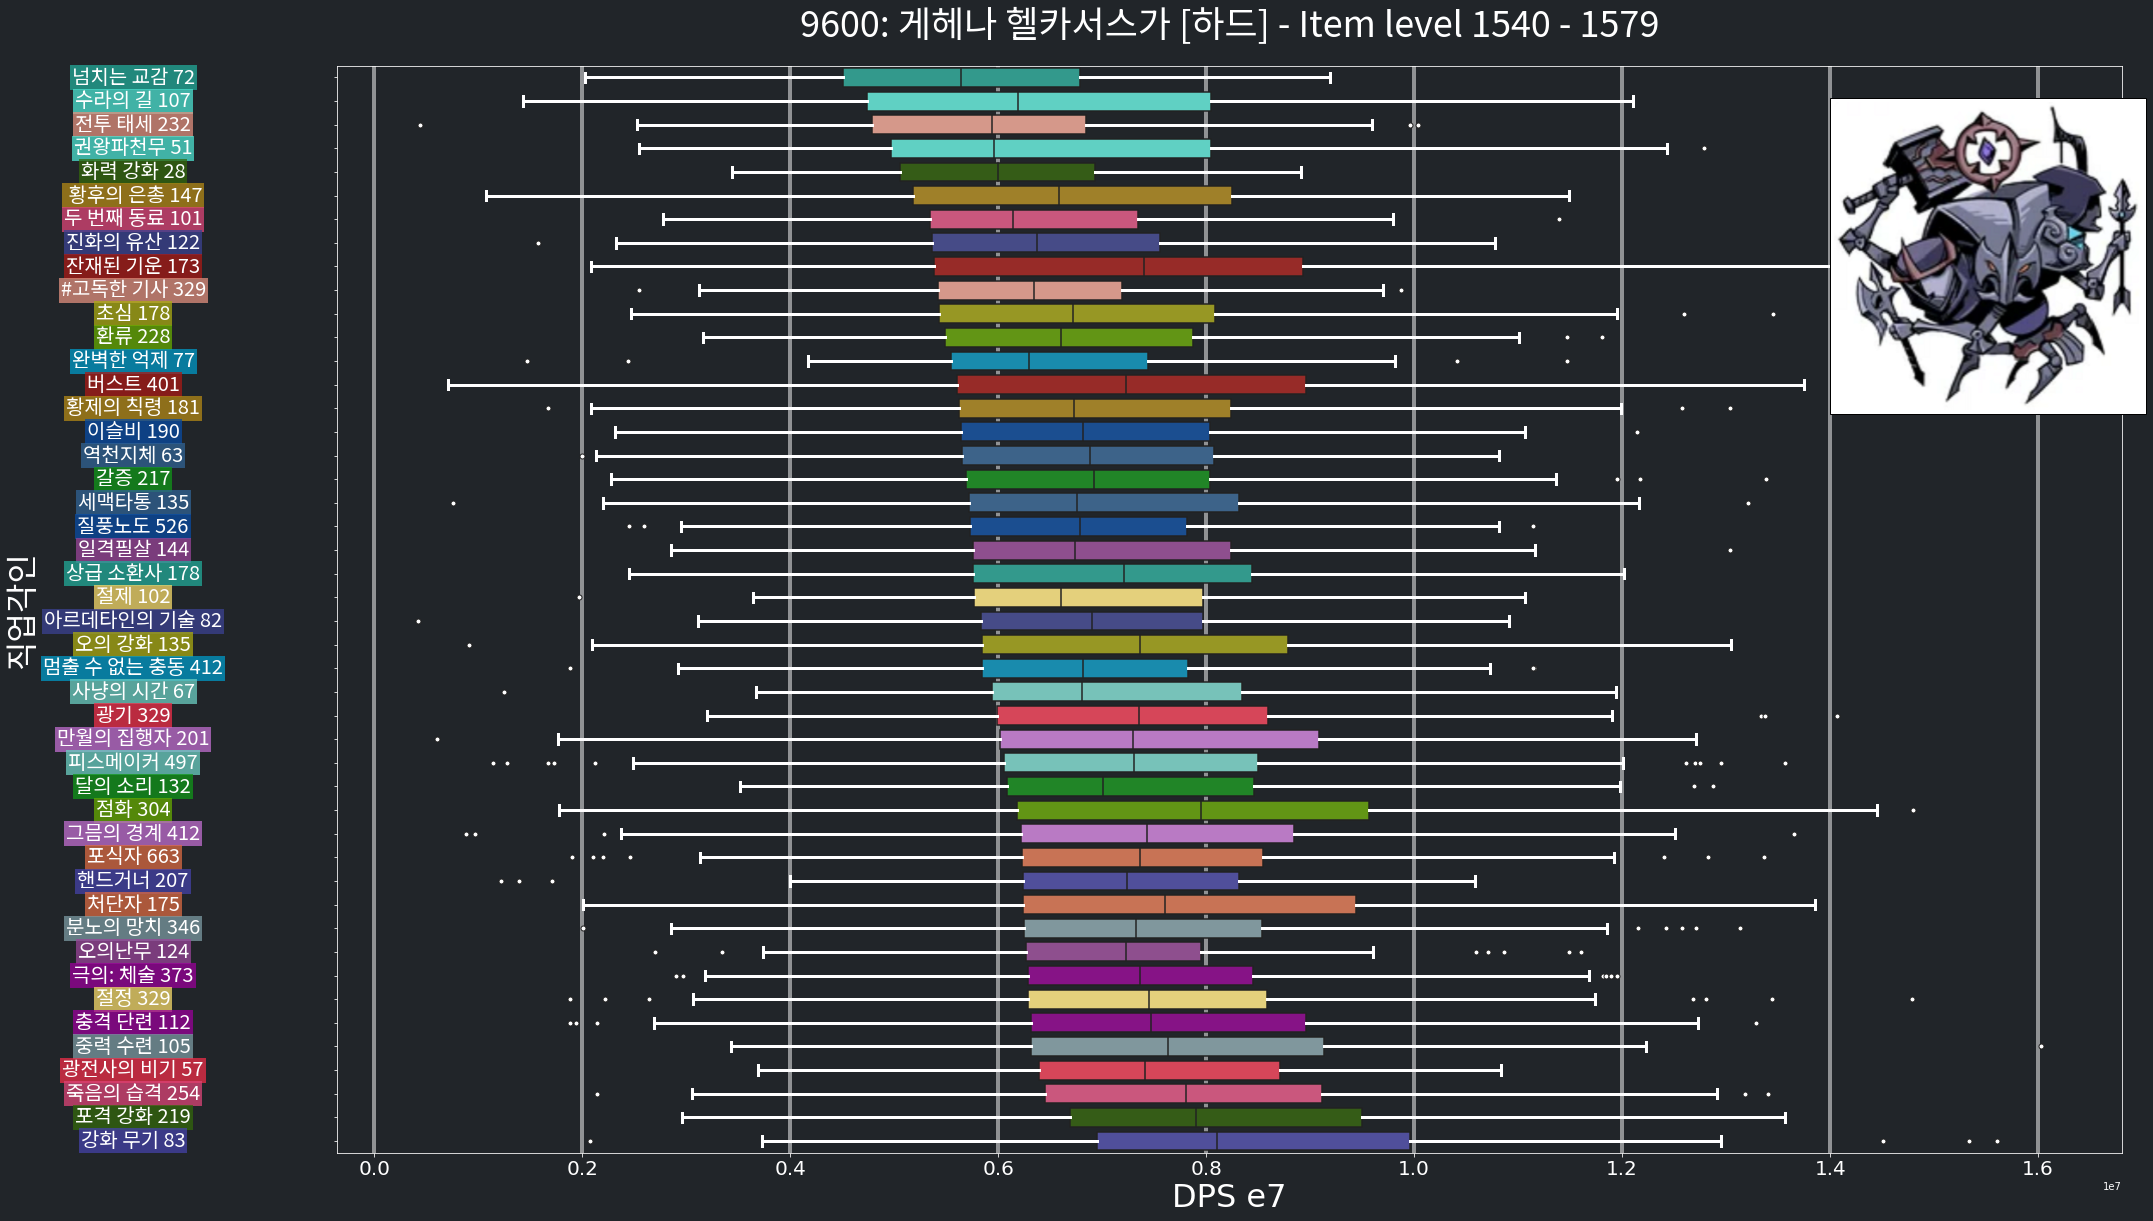 9600: 게헤나 헬카서스가 [하드] - Item level 1540 - 1579
직업각인
넘치는 교감 72
수라의 길 107
전투 태세 232
권왕파천무 51
화력 강화 28
황후의 은총 147
두 번째 동료 101
진화의 유산 122
잔재된 기운 173
#고독한 기사 329
초심 178
환류 228
완벽한 억제 77
버스트 401
황제의 칙령 181
이슬비 190
역천지체 63
갈증 217
세맥타통 135
질풍노도 526
일격필살 144
상급 소환사 178
절제 102
아르데타인의 기술 82
오의 강화 135
멈출 수 없는 충동 412
사냥의 시간 67
광기 329
만월의 집행자 201
피스메이커 497
달의 소리 132
점화 304
그믐의 경계 412
포식자 663
핸드거너 207
처단자 175
분노의 망치 346
오의난무 124
극의: 체술 373
절정 329
충격 단련 112
중력 수련 105
광전사의 비기 57
죽음의 습격 254
포격 강화 219
강화 무기 83
0.0 0.2 0.4 0.6 0.8 1.0 1.2 1.4 1.6
1e7
DPS e7